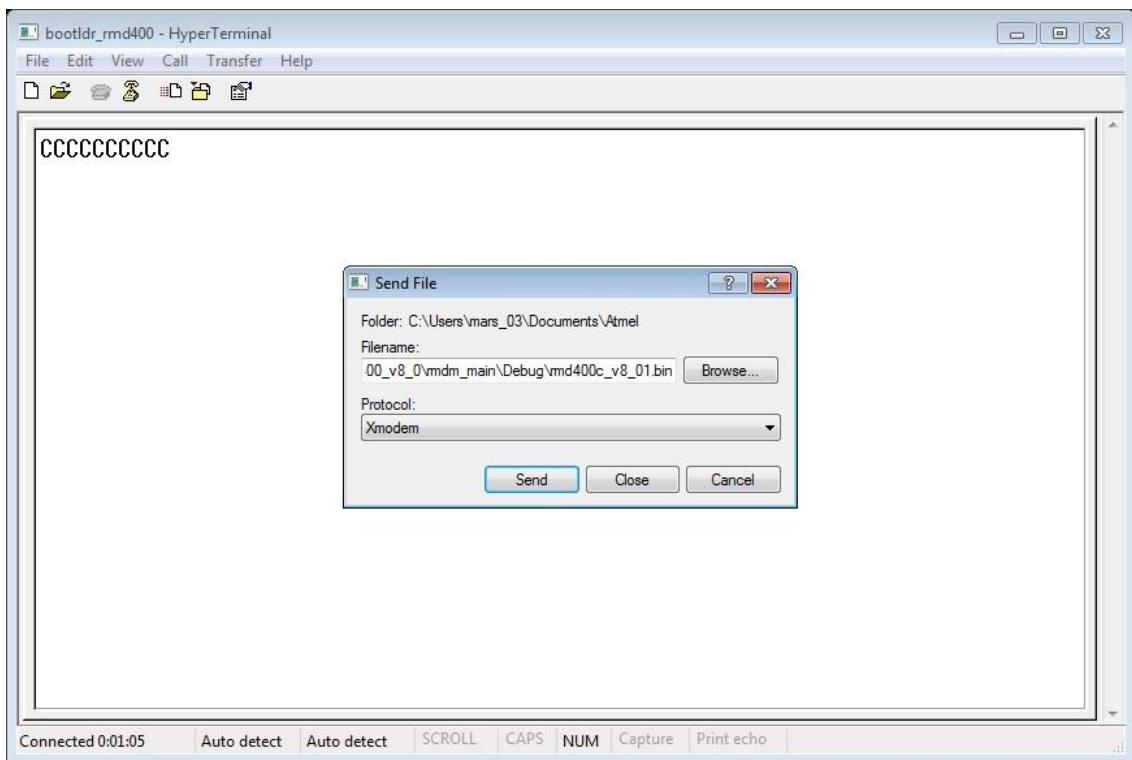 bootldr_rmd400 - HyperTerminal
File Edit View Call Transfer Help
CCCCCCCCCC
Send File
Folder: C:\Users\mars_03\Documents\Atmel
Filename:
00_v8_0\mdm_main\Debug\md400c_v8_01.bin Browse...
Protocol:
Xmodem
Send Close Cancel
Connected 0:01:05 Auto detect Auto detect SCROLL CAPS NUM Capture Print echo